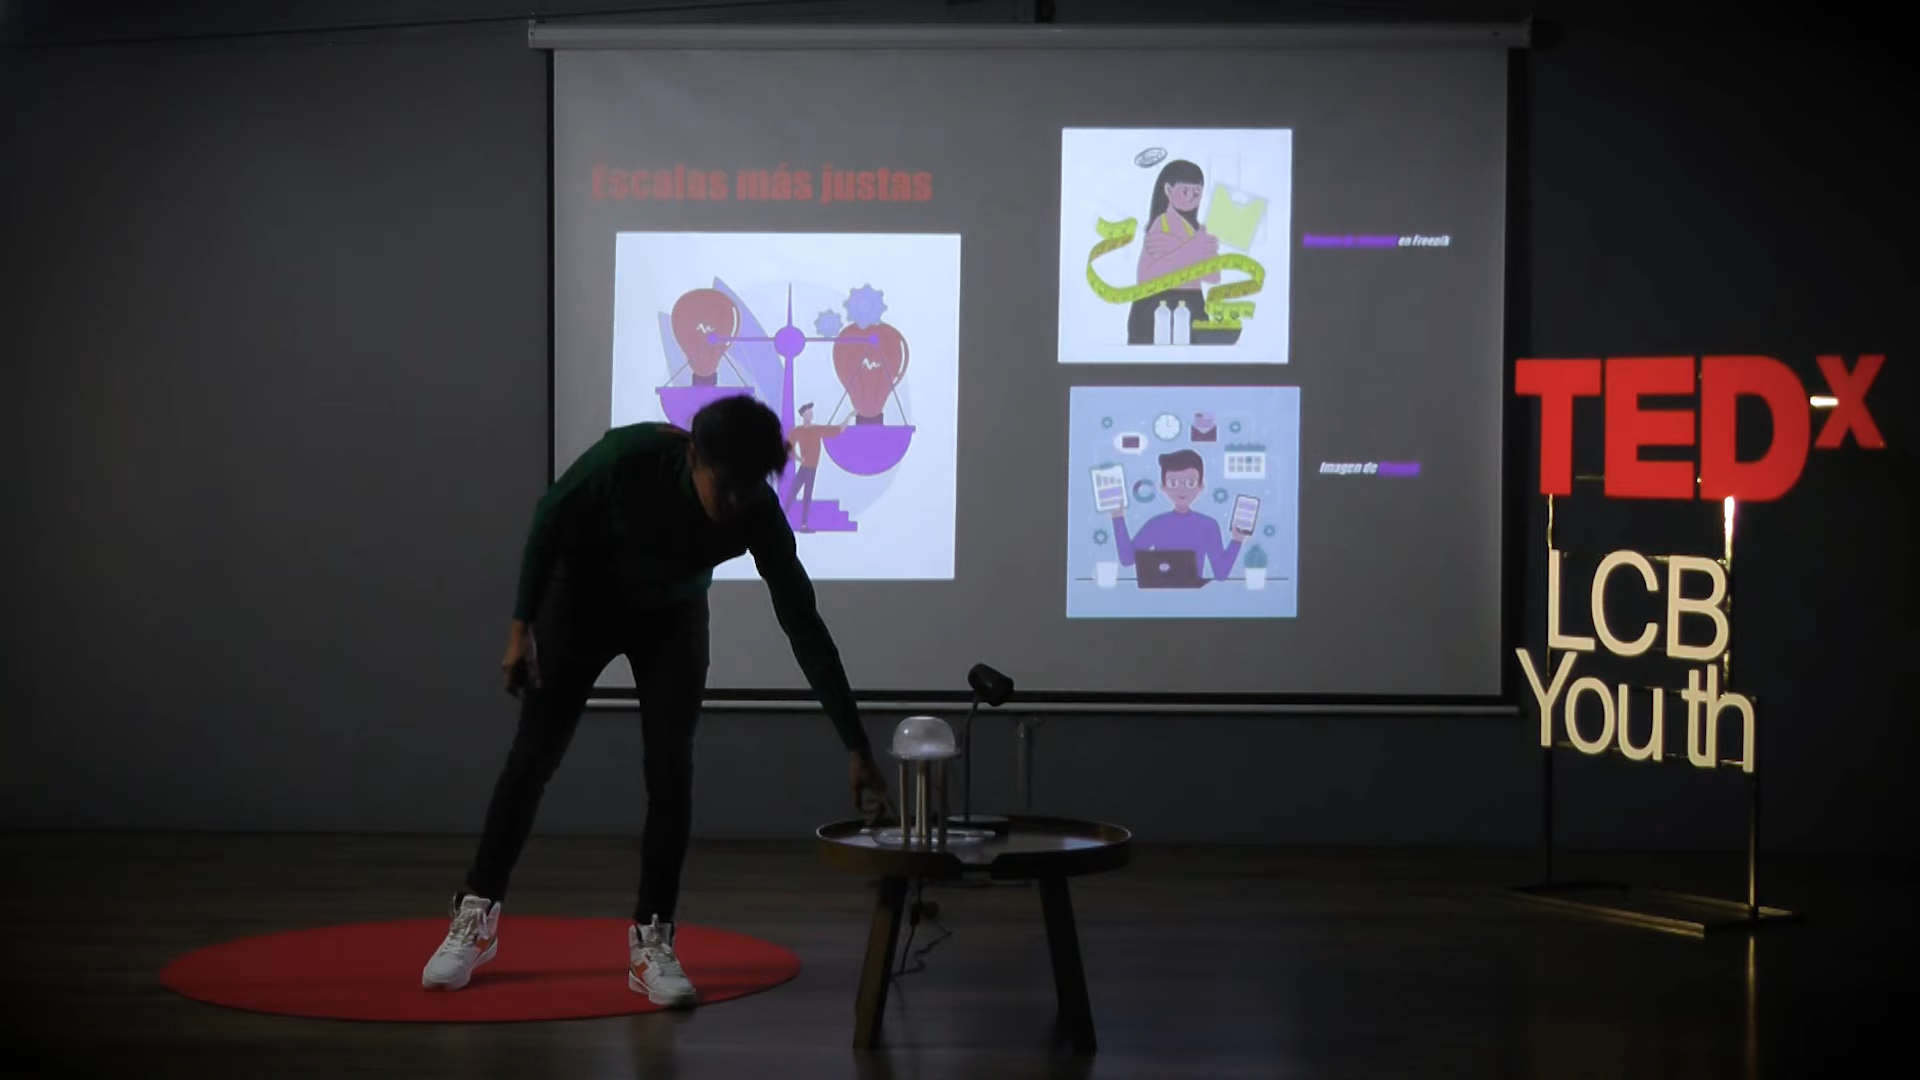 Escalas más justas
en Freepik
Imagen de
TEDx
LCB
Youth